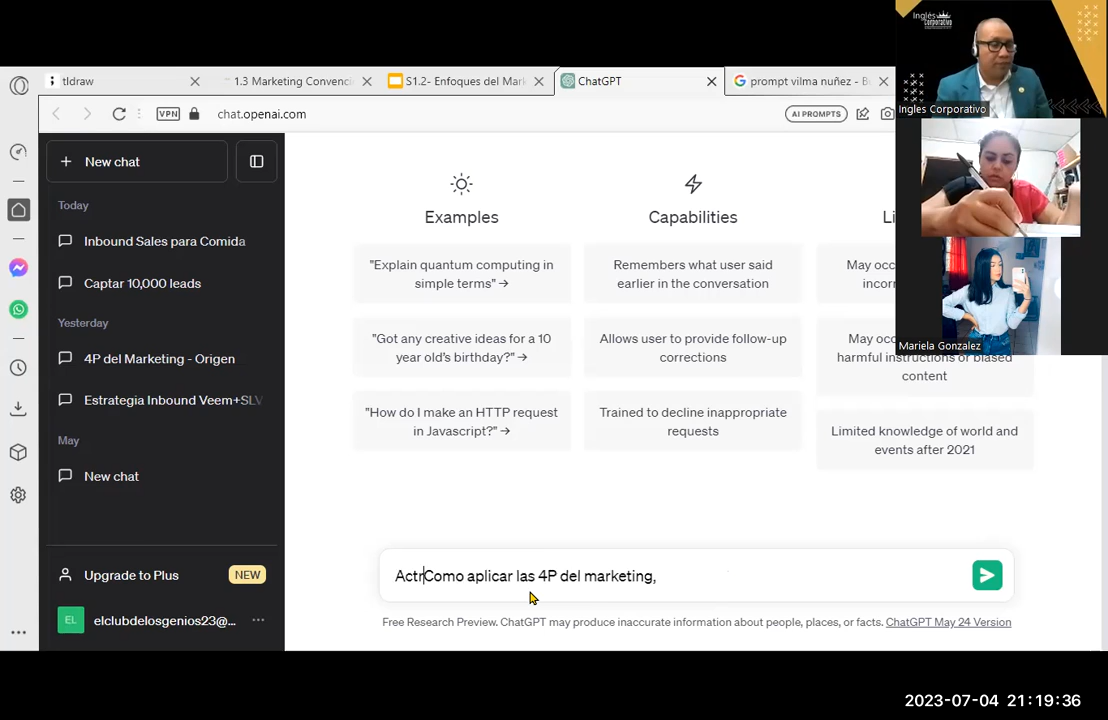 Inglés
corporativo
Ingles Corporativo
tldraw
1.3 Marketing Convenci
S1.2- Enfoques del Mark
ChatGPT
prompt vilma nuñez - B
VPN
chat.openai.com
AI PROMPTS
New chat
Today
Inbound Sales para Comida
Captar 10,000 leads
Yesterday
4P del Marketing - Origen
Estrategia Inbound Veem+SLV
May
New chat
Upgrade to Plus
NEW
EL
elclubdelosgenios23@...
Examples
"Explain quantum computing in
simple terms" →
"Got any creative ideas for a 10
year old's birthday?" →
"How do I make an HTTP request
in Javascript?" →
Capabilities
Remembers what user said
earlier in the conversation
Allows user to provide follow-up
corrections
Trained to decline inappropriate
requests
Li
May occ
incorr
May occ
harmful instructions or biased
content
Limited knowledge of world and
events after 2021
Mariela Gonzalez
ActrComo aplicar las 4P del marketing,
Free Research Preview. ChatGPT may produce inaccurate information about people, places, or facts. ChatGPT May 24 Version
2023-07-04 21:19:36